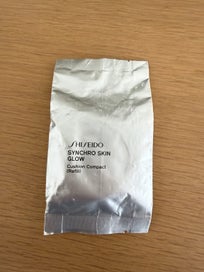 SHISEIDO
SYNCHRO SKIN
GLOW
Cushion Compact
(Refill)